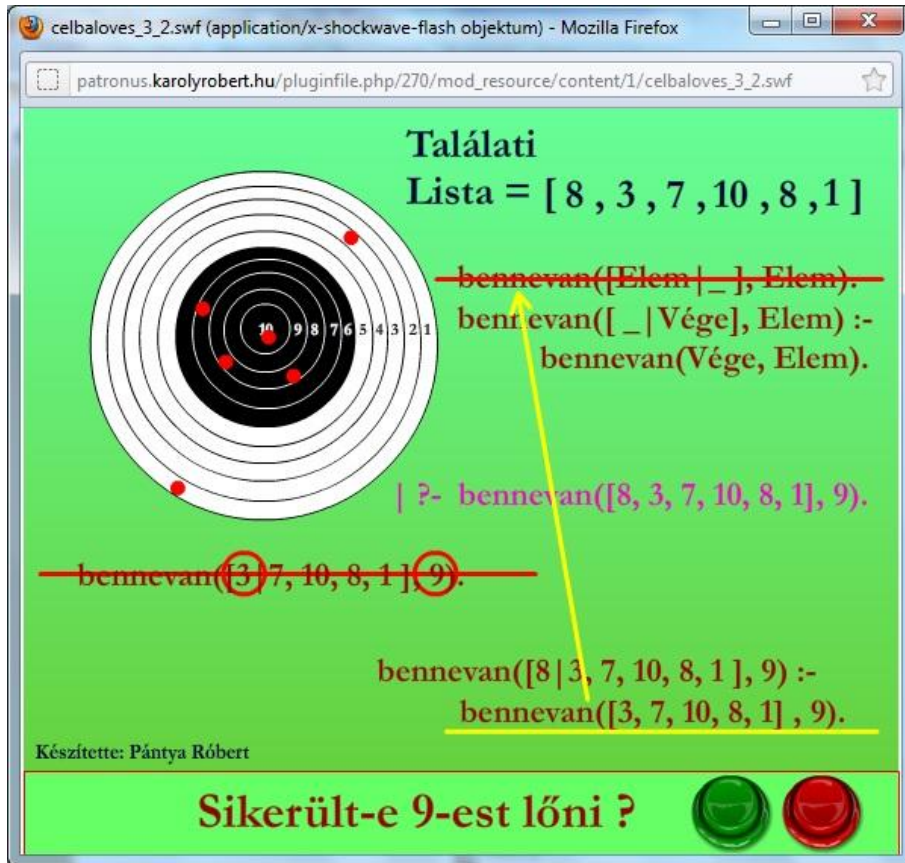 celbaloves_3_2.swf (application/x-shockwave-flash objektum) - Mozilla Firefox
patronus.karolyrobert.hu/pluginfile.php/270/mod_resource/content/1/celbaloves_3_2.swf
Találati
Lista = [ 8 , 3 , 7 , 10 , 8 , 1 ]
bennevan([Elem|_ ], Elem).
bennevan([ _|Vége], Elem) :-
bennevan(Vége, Elem).
10 9 8 7 6 5 4 3 2 1
| ?- bennevan([8, 3, 7, 10, 8, 1], 9).
bennevan([3|7, 10, 8, 1 ], 9).
bennevan([8|3, 7, 10, 8, 1 ], 9) :-
bennevan([3, 7, 10, 8, 1] , 9).
Készítette: Pántya Róbert
Sikerült-e 9-est lőni ?